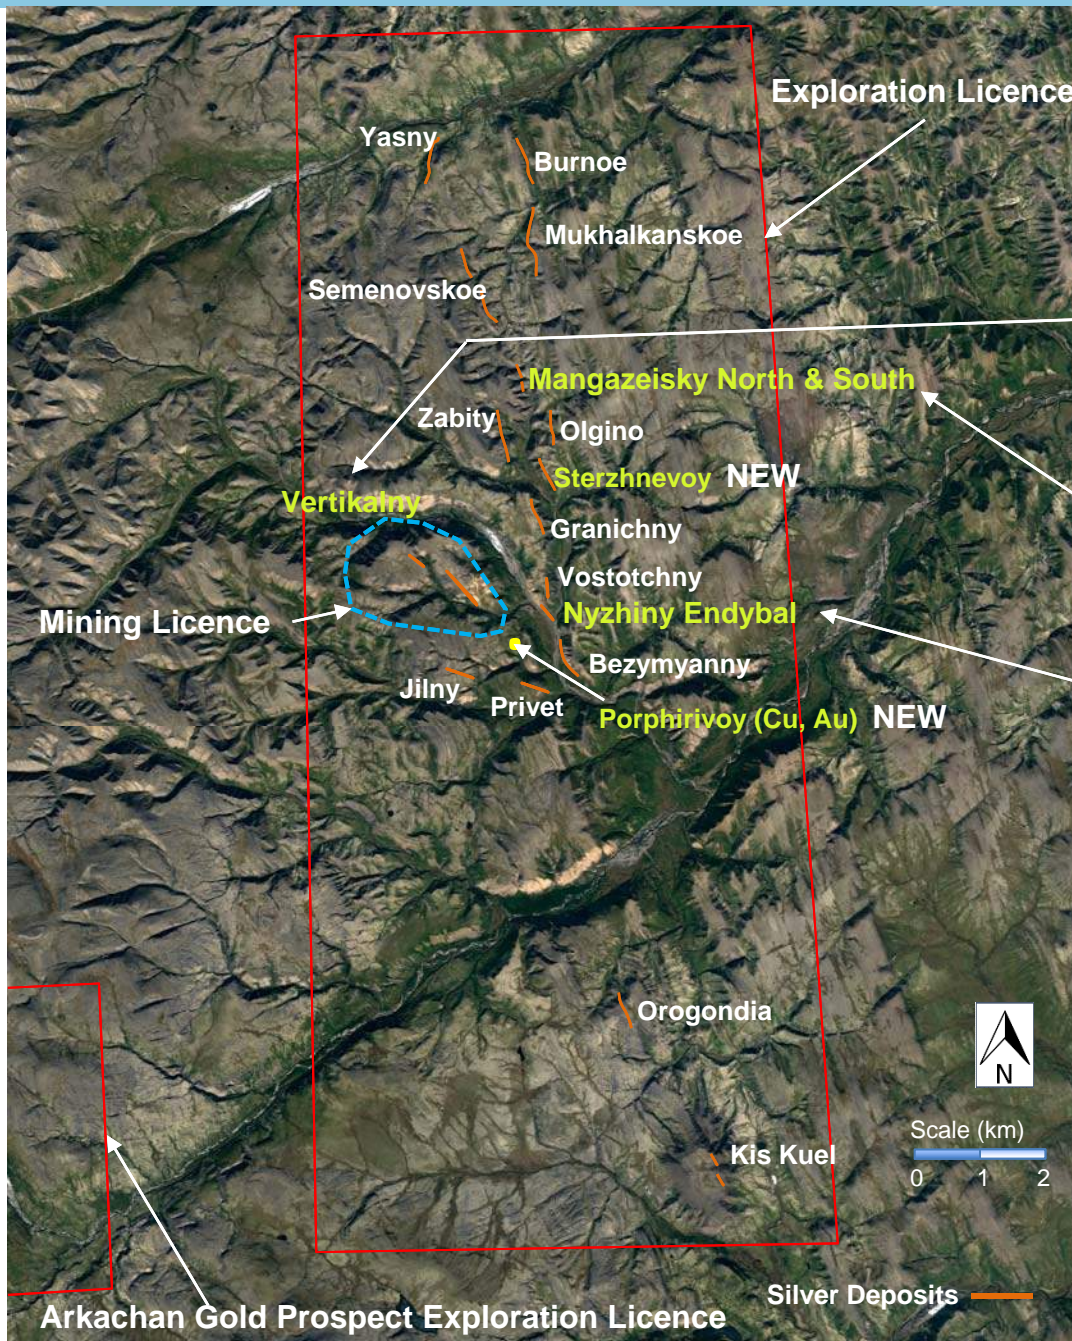 Exploration Licence
Yasny
Burnoe
Mukhalkanskoe
Semenovskoe
Mangazeisky North & South
Zabity
Olgino
Sterzhnevoy NEW
Vertikalny
Granichny
Vostotchny
Nyzhiny Endybal
Mining Licence
Bezymyanny
Jilny
Privet
Porphirivoy (Cu, Au) NEW
Orogondia
N
Scale (km)
0 1 2
Kis Kuel
Silver Deposits
Arkachan Gold Prospect Exploration Licence